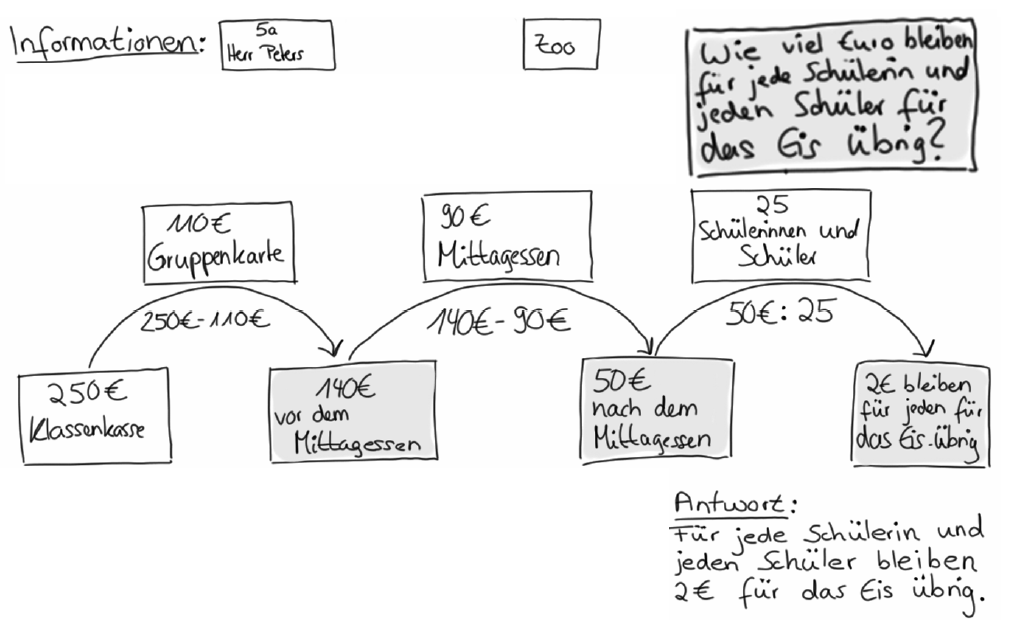 Informationen:
5a
Herr Peters
Zoo
Wie viel Euro bleiben
für jede Schülerin und
jeden Schüler für
das Eis übrig?
110€
Gruppenkarte
90€
Mittagessen
25
Schülerinnen und
Schüler
250€-110€
140€-90€
50€:25
250€
Klassenkasse
140€
vor dem
Mittagessen
50€
nach dem
Mittagessen
2€ bleiben
für jeden für
das Eis übrig
Antwort:
Für jede Schülerin und
jeden Schüler bleiben
2€ für das Eis übrig.